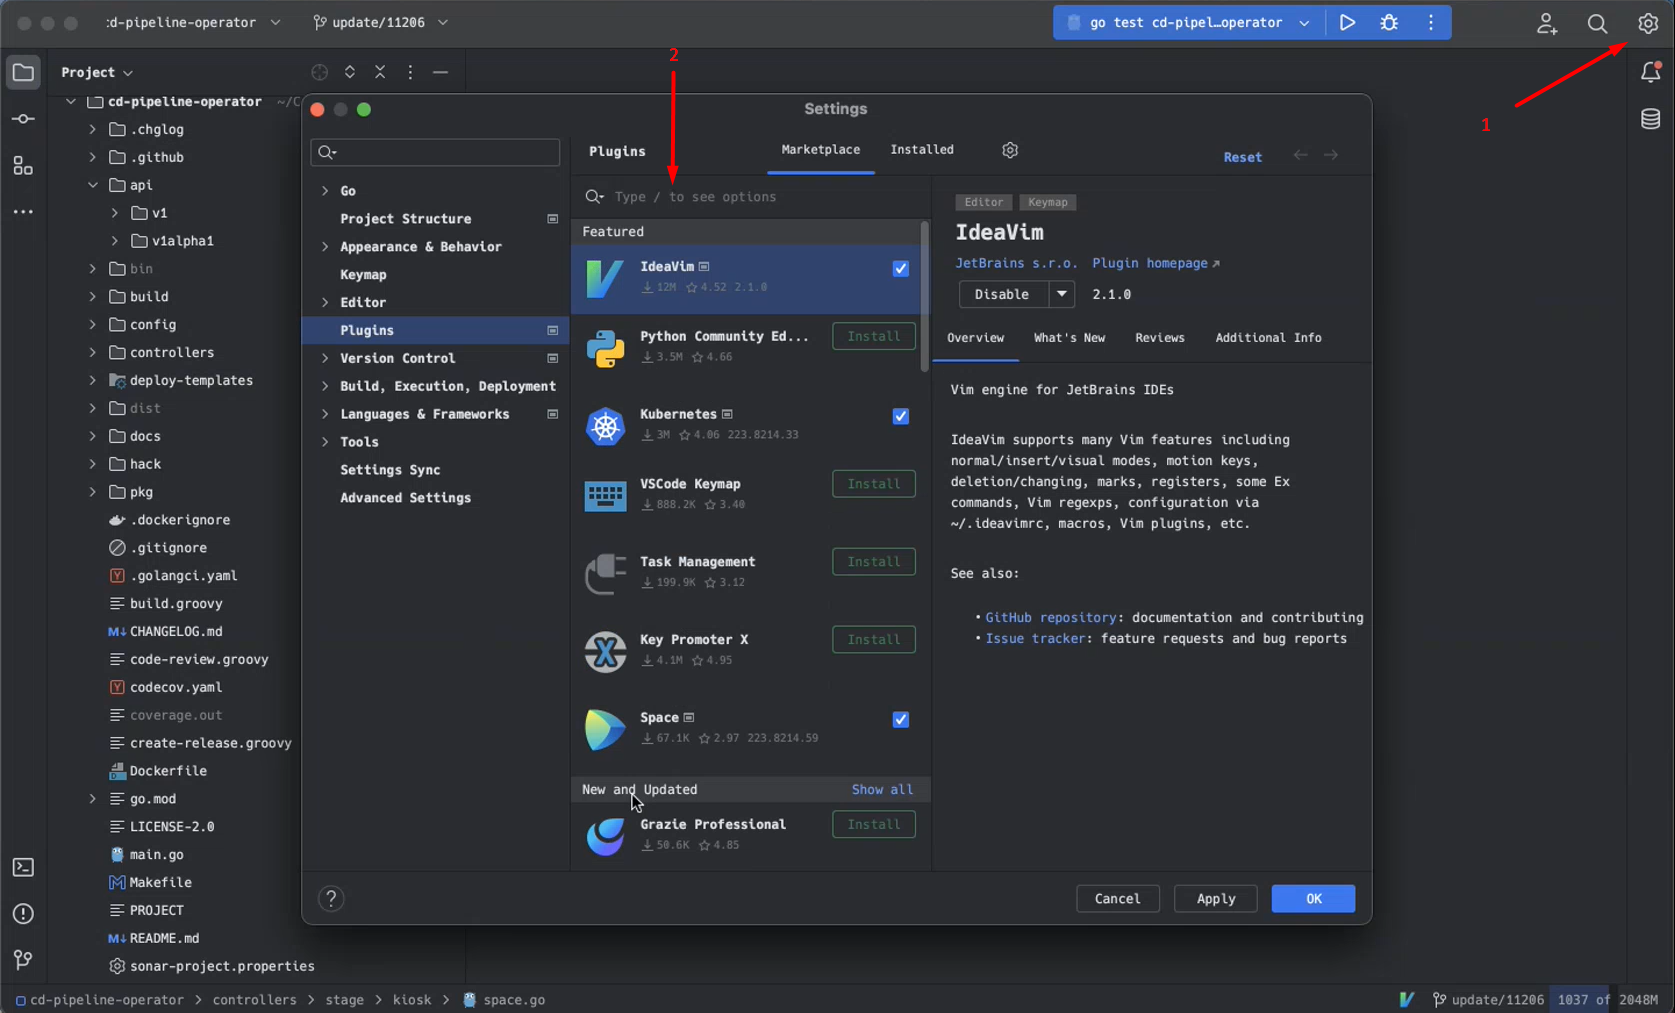 :d-pipeline-operator
update/11206
go test cd-pipel…operator
2
1
Project
cd-pipeline-operator ~/C
.chglog
.github
api
v1
v1alpha1
bin
build
config
controllers
deploy-templates
dist
docs
hack
pkg
.dockerignore
.gitignore
.golangci.yaml
build.groovy
CHANGELOG.md
code-review.groovy
codecov.yaml
coverage.out
create-release.groovy
Dockerfile
go.mod
LICENSE-2.0
main.go
Makefile
PROJECT
README.md
sonar-project.properties
Settings
Go
Project Structure
Appearance & Behavior
Keymap
Editor
Plugins
Version Control
Build, Execution, Deployment
Languages & Frameworks
Tools
Settings Sync
Advanced Settings
Plugins
Marketplace
Installed
Reset
Type / to see options
Featured
IdeaVim
12M 4.52 2.1.0
Python Community Ed...
Install
3.5M 4.66
Kubernetes
3M 4.06 223.8214.33
VSCode Keymap
Install
888.2K 3.40
Task Management
Install
199.9K 3.12
Key Promoter X
Install
4.1M 4.95
Space
67.1K 2.97 223.8214.59
New and Updated
Show all
Grazie Professional
Install
50.6K 4.85
Editor
Keymap
IdeaVim
JetBrains s.r.o. Plugin homepage ↗
Disable
2.1.0
Overview
What's New
Reviews
Additional Info
Vim engine for JetBrains IDEs
IdeaVim supports many Vim features including
normal/insert/visual modes, motion keys,
deletion/changing, marks, registers, some Ex
commands, Vim regexps, configuration via
~/.ideavimrc, macros, Vim plugins, etc.
See also:
• GitHub repository: documentation and contributing
• Issue tracker: feature requests and bug reports
?
Cancel
Apply
OK
cd-pipeline-operator > controllers > stage > kiosk > space.go
update/11206
1037 of 2048M